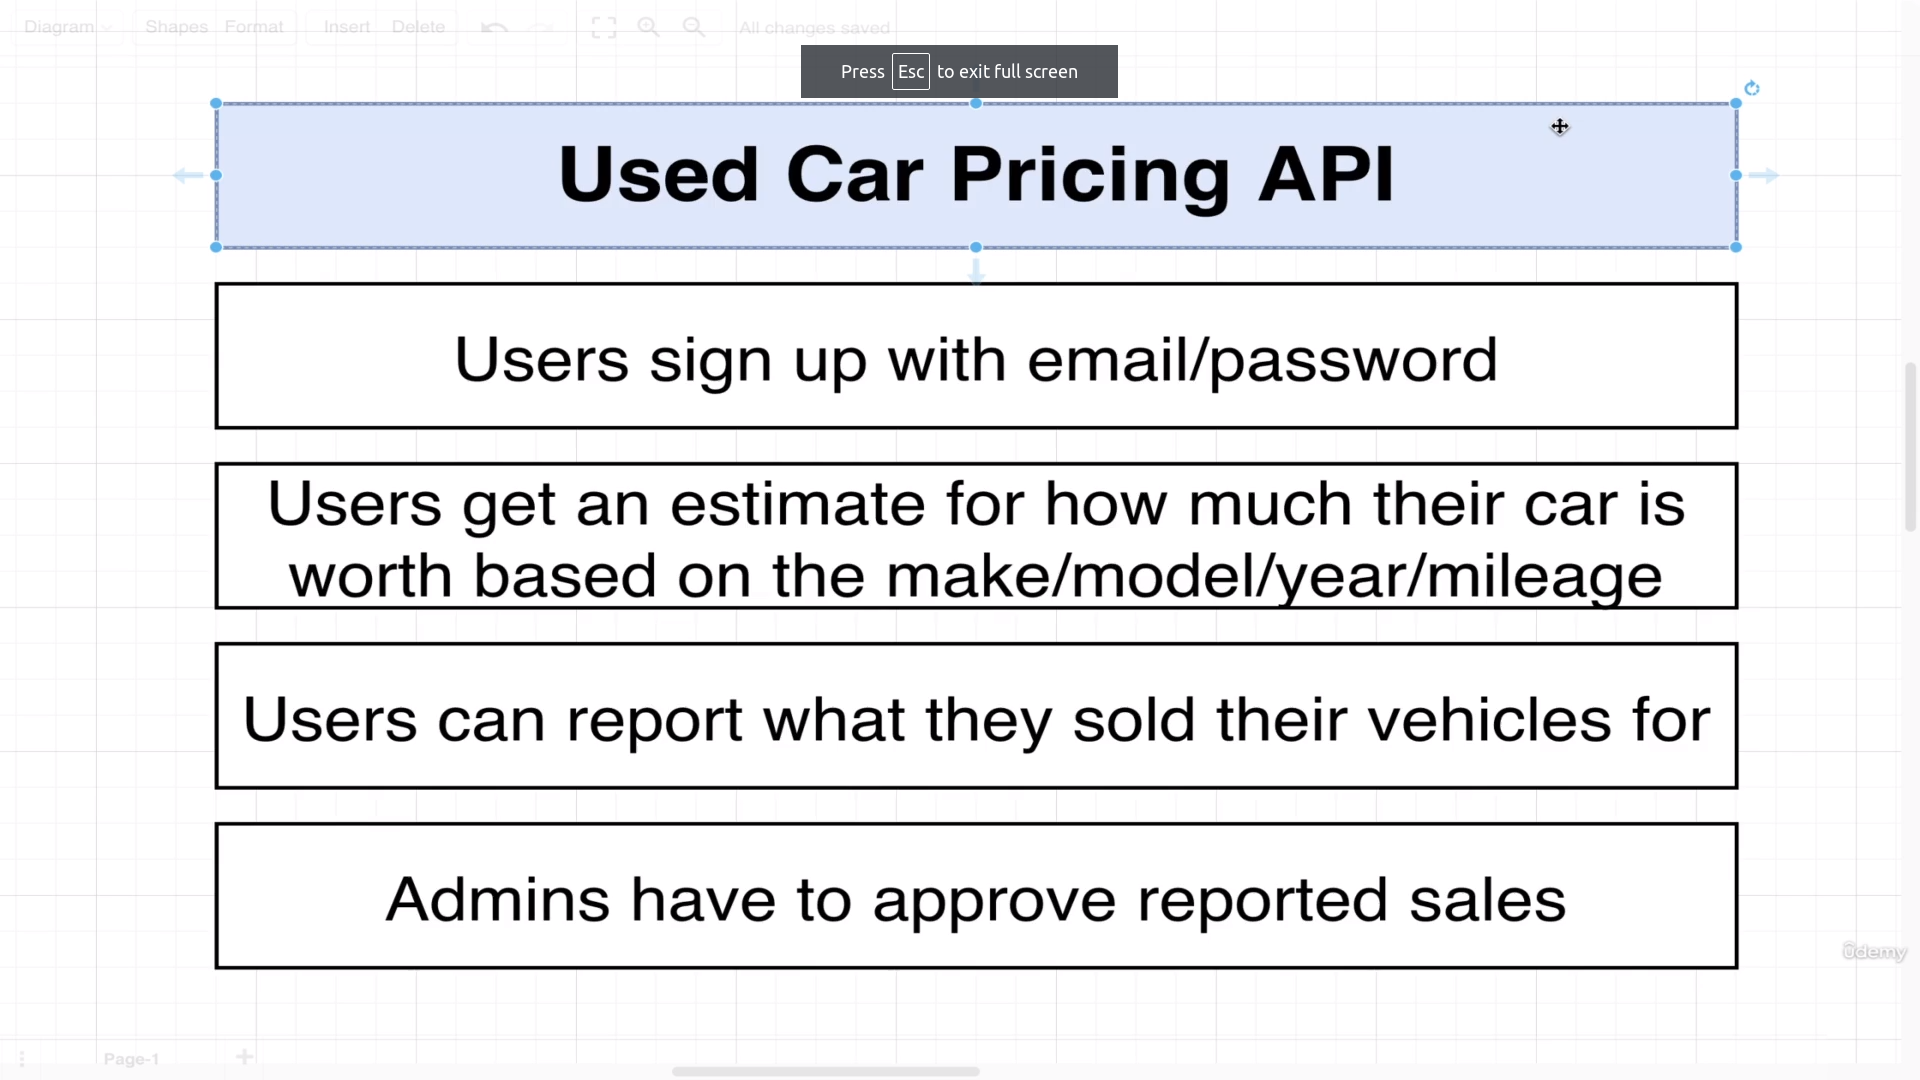 Diagram Shapes Format Insert Delete All changes saved
Press Esc to exit full screen
Used Car Pricing API
Users sign up with email/password
Users get an estimate for how much their car is
worth based on the make/model/year/mileage
Users can report what they sold their vehicles for
Admins have to approve reported sales
ûdemy
Page-1